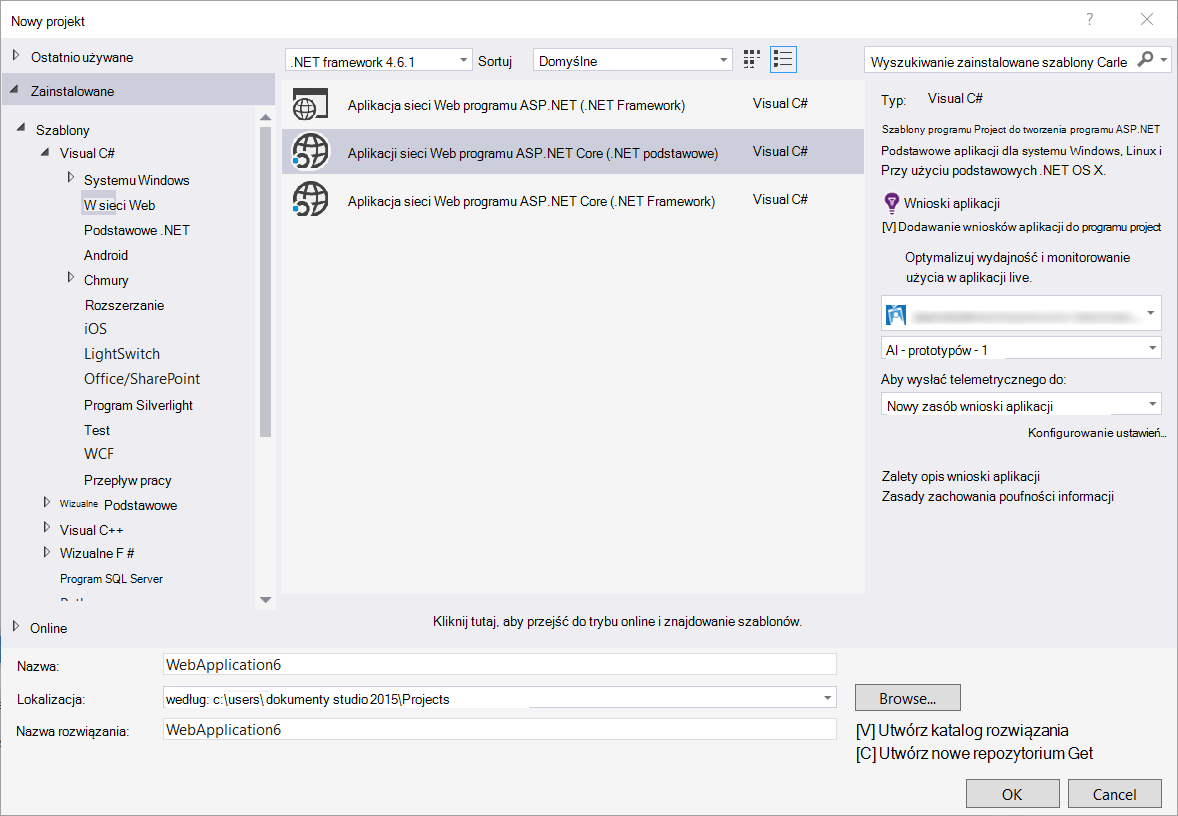 Nowy projekt
?
Ostatnio używane
Zainstalowane
Szablony
Visual C#
Systemu Windows
W sieci Web
Podstawowe .NET
Android
Chmury
Rozszerzanie
iOS
LightSwitch
Office/SharePoint
Program Silverlight
Test
WCF
Przepływ pracy
Wizualne Podstawowe
Visual C++
Wizualne F #
Program SQL Server
Online
.NET framework 4.6.1
Sortuj
Domyślne
Wyszukiwanie zainstalowane szablony Carle
Aplikacja sieci Web programu ASP.NET (.NET Framework) Visual C#
Aplikacji sieci Web programu ASP.NET Core (.NET podstawowe) Visual C#
Aplikacja sieci Web programu ASP.NET Core (.NET Framework) Visual C#
Kliknij tutaj, aby przejść do trybu online i znajdowanie szablonów.
Typ: Visual C#
Szablony programu Project do tworzenia programu ASP.NET
Podstawowe aplikacji dla systemu Windows, Linux i
Przy użyciu podstawowych .NET OS X.
Wnioski aplikacji
[V] Dodawanie wniosków aplikacji do programu project
Optymalizuj wydajność i monitorowanie
użycia w aplikacji live.
AI - prototypów - 1
Aby wysłać telemetrycznego do:
Nowy zasób wnioski aplikacji
Konfigurowanie ustawień...
Zalety opis wnioski aplikacji
Zasady zachowania poufności informacji
Nazwa: WebApplication6
Lokalizacja: według: c:\users\ dokumenty studio 2015\Projects
Browse...
Nazwa rozwiązania: WebApplication6
[V] Utwórz katalog rozwiązania
[C] Utwórz nowe repozytorium Get
OK
Cancel